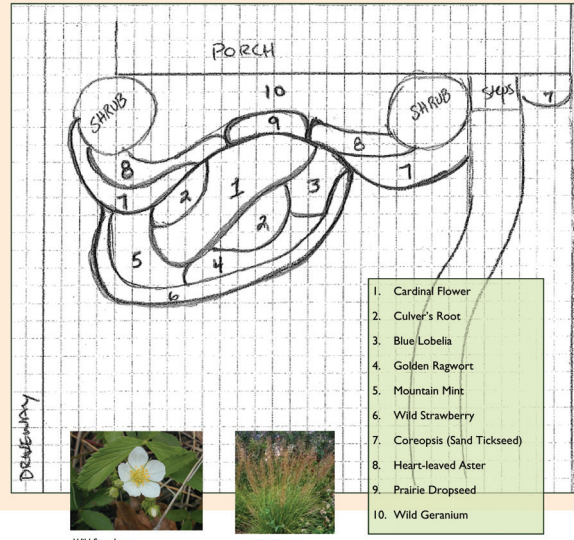 PORCH
SHRUB
10
9
SHRUB
steps
7
8
8
7
7
2
1
3
2
5
4
6
DRIVEWAY
1. Cardinal Flower
2. Culver's Root
3. Blue Lobelia
4. Golden Ragwort
5. Mountain Mint
6. Wild Strawberry
7. Coreopsis (Sand Tickseed)
8. Heart-leaved Aster
9. Prairie Dropseed
10. Wild Geranium